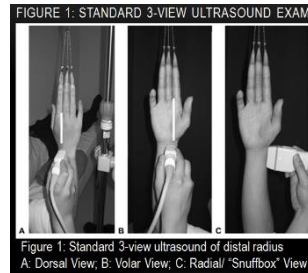 FIGURE 1: STANDARD 3-VIEW ULTRASOUND EXAM
A
B
C
Figure 1: Standard 3-view ultrasound of distal radius
A: Dorsal View; B: Volar View; C: Radial/ "Snuffbox" View